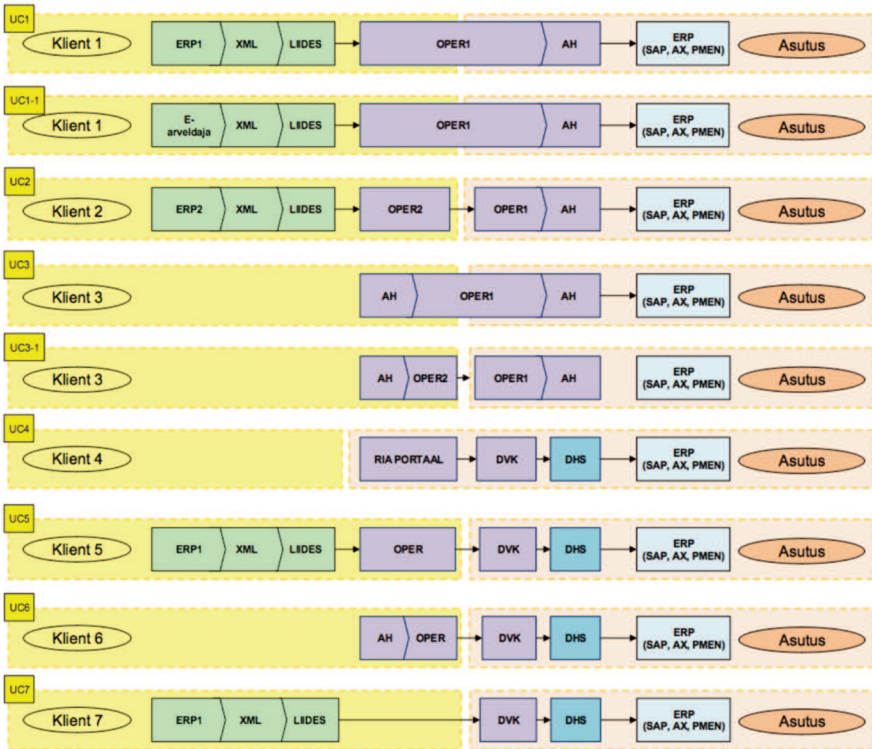 UC1
Klient 1
ERP1 XML LIIDES OPER1 AH ERP
(SAP, AX, PMEN)
Asutus
UC1-1
Klient 1
E-
arveldaja
XML LIIDES OPER1 AH ERP
(SAP, AX, PMEN)
Asutus
UC2
Klient 2
ERP2 XML LIIDES OPER2 OPER1 AH ERP
(SAP, AX, PMEN)
Asutus
UC3
Klient 3
AH OPER1 AH ERP
(SAP, AX, PMEN)
Asutus
UC3-1
Klient 3
AH OPER2 OPER1 AH ERP
(SAP, AX, PMEN)
Asutus
UC4
Klient 4
RIA PORTAAL DVK DHS ERP
(SAP, AX, PMEN)
Asutus
UC5
Klient 5
ERP1 XML LIIDES OPER DVK DHS ERP
(SAP, AX, PMEN)
Asutus
UC6
Klient 6
AH OPER DVK DHS ERP
(SAP, AX, PMEN)
Asutus
UC7
Klient 7
ERP1 XML LIIDES DVK DHS ERP
(SAP, AX, PMEN)
Asutus